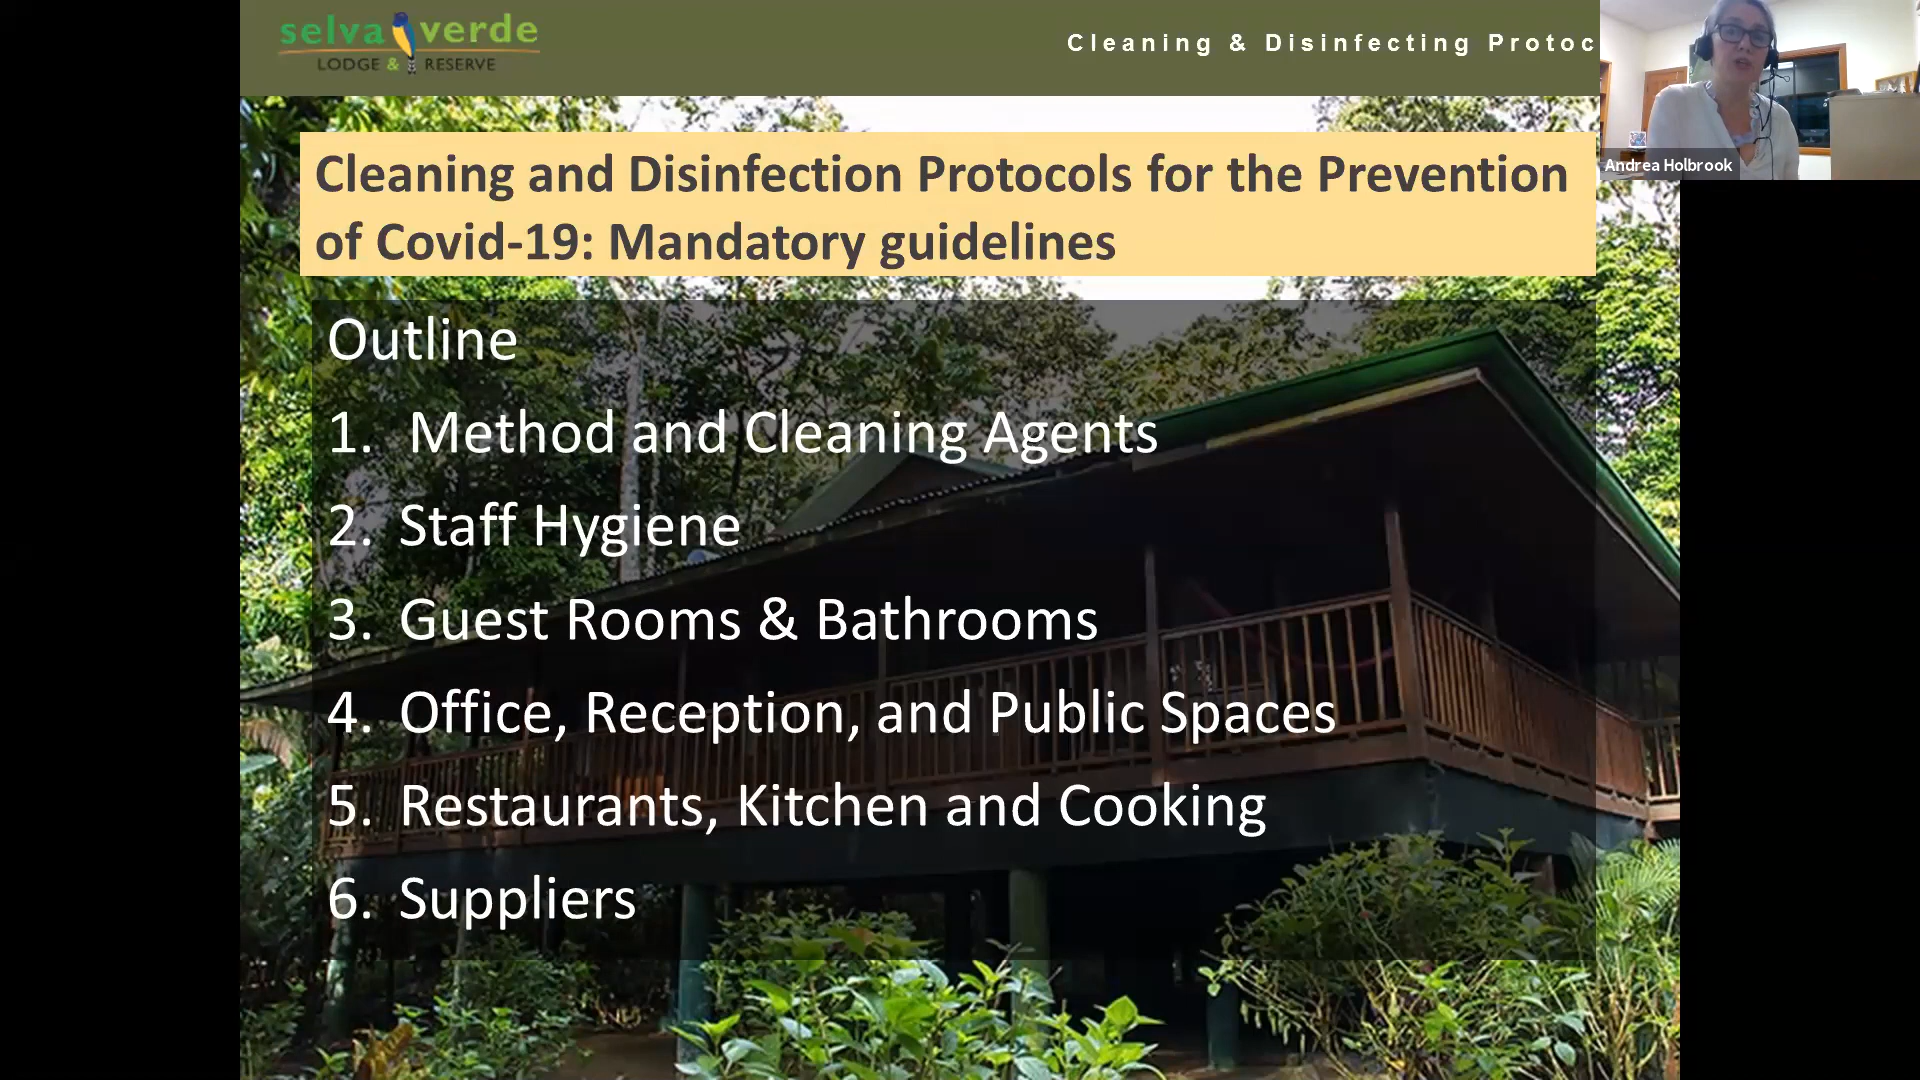 selva verde
LODGE & RESERVE
Cleaning & Disinfecting Protoc
Andrea Holbrook
Cleaning and Disinfection Protocols for the Prevention
of Covid-19: Mandatory guidelines
Outline
1. Method and Cleaning Agents
2. Staff Hygiene
3. Guest Rooms & Bathrooms
4. Office, Reception, and Public Spaces
5. Restaurants, Kitchen and Cooking
6. Suppliers